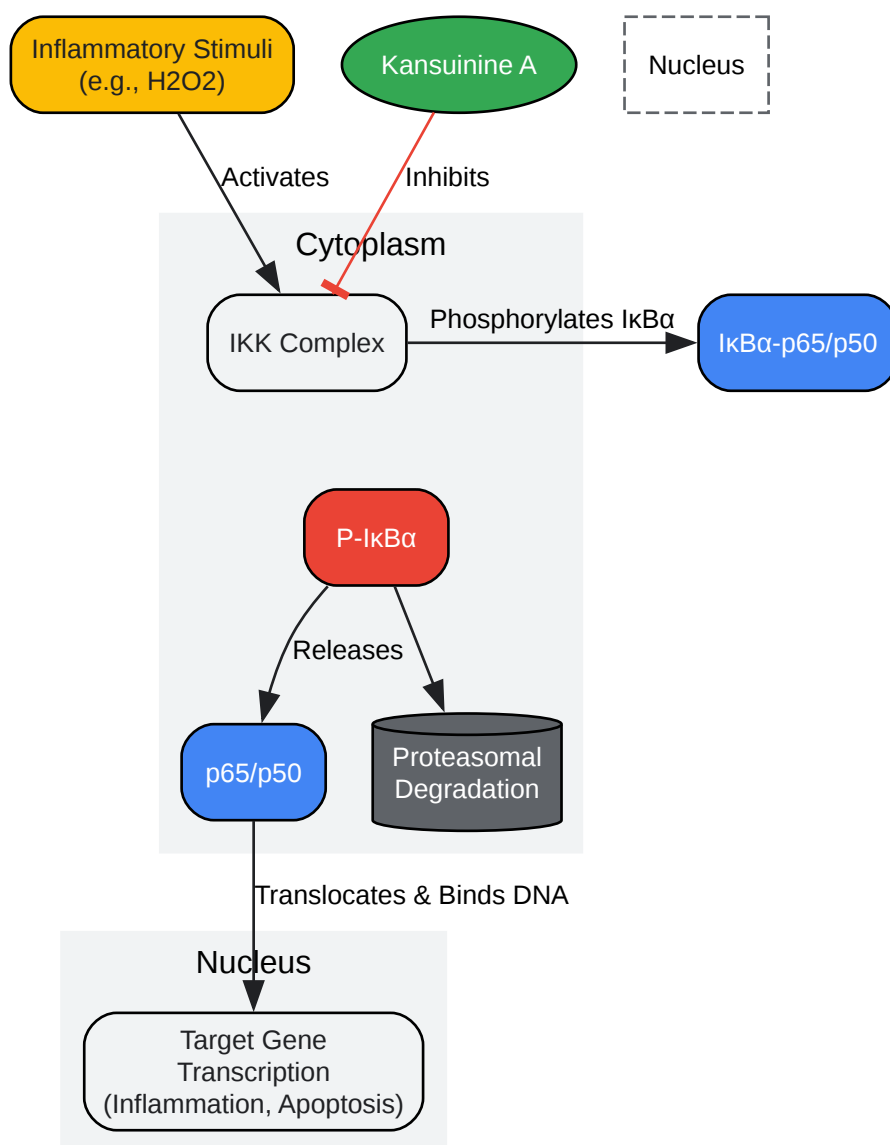 Inflammatory Stimuli
(e.g., H2O2)
Kansuinine A
Nucleus
Activates
Inhibits
Cytoplasm
IKK Complex
Phosphorylates IκBα
IκBα-p65/p50
P-IκBα
Releases
p65/p50
Proteasomal
Degradation
Translocates & Binds DNA
Nucleus
Target Gene
Transcription
(Inflammation, Apoptosis)